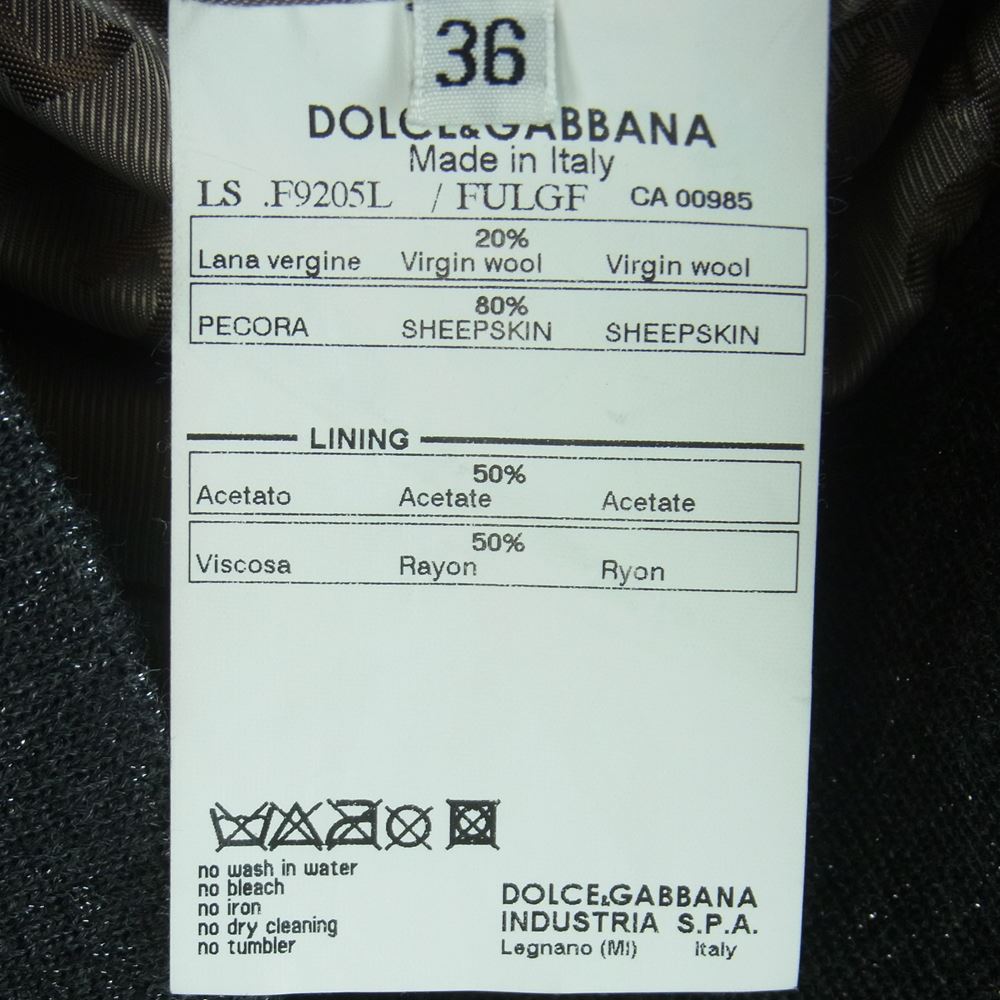 36
DOLCE&GABBANA
Made in Italy
LS .F9205L / FULGF CA 00985
20%
Lana vergine Virgin wool Virgin wool
80%
PECORA SHEEPSKIN SHEEPSKIN
LINING
50%
Acetato Acetate Acetate
50%
Viscosa Rayon Ryon
no wash in water
no bleach
no iron
no dry cleaning
no tumbler
DOLCE&GABBANA
INDUSTRIA S.P.A.
Legnano (MI) Italy